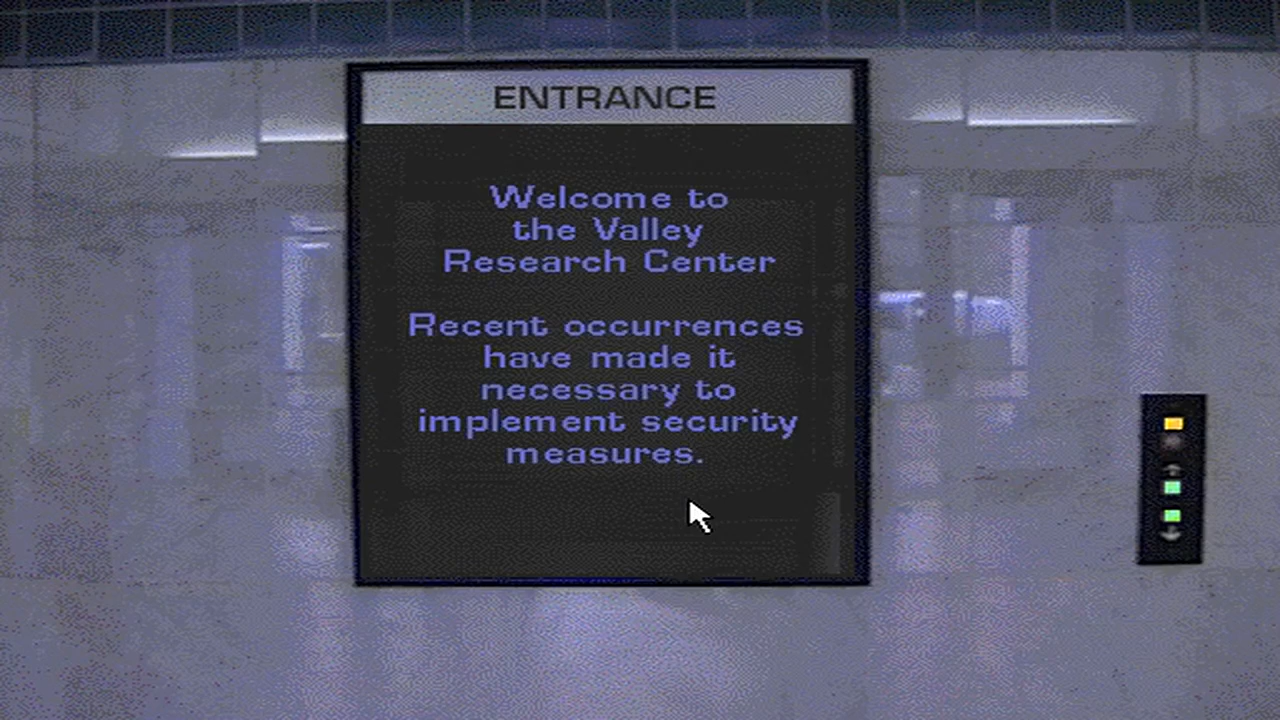 ENTRANCE
Welcome to
the Valley
Research Center
Recent occurrences
have made it
necessary to
implement security
measures.